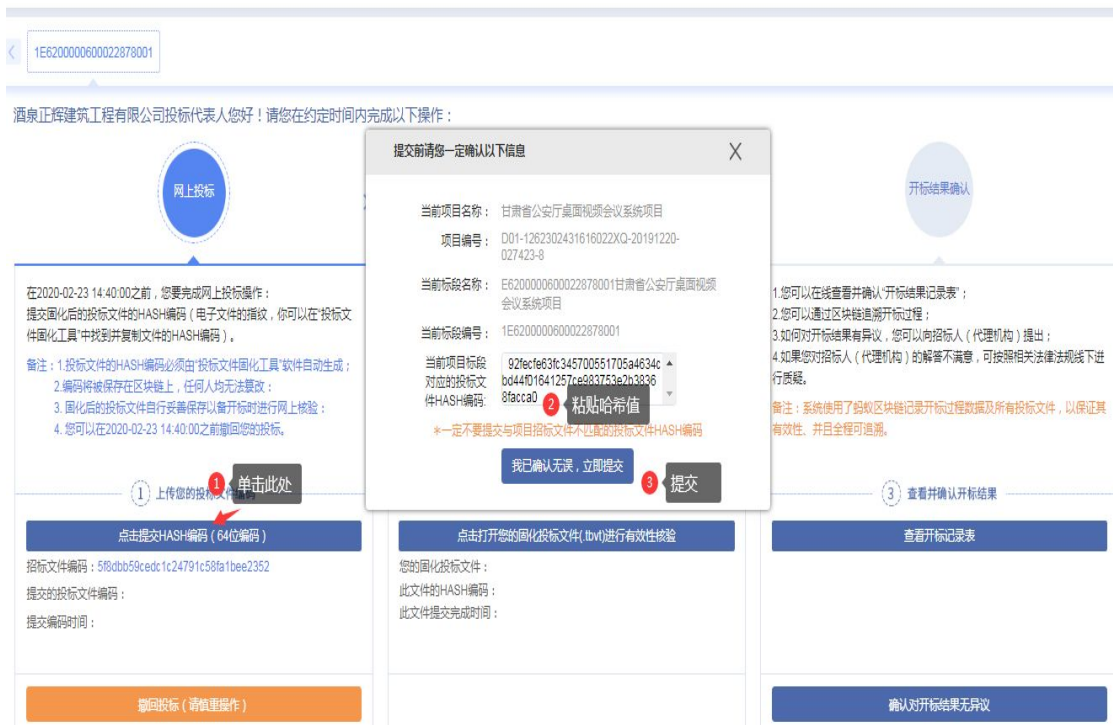 1E6200000600022878001
酒泉正辉建筑工程有限公司投标代表人您好！请您在约定时间内完成以下操作：
网上投标
在2020-02-23 14:40:00之前，您要完成网上投标操作：
提交固化后的投标文件的HASH编码（电子文件的指纹，你可以在“投标文
件固化工具”中找到并复制文件的HASH编码）。
备注：1.投标文件的HASH编码必须由“投标文件固化工具”软件自动生成；
2.编码将被保存在区块链上，任何人均无法篡改；
3. 固化后的投标文件自行妥善保存以备开标时进行网上核验；
4. 您可以在2020-02-23 14:40:00之前撤回您的投标。
1 上传您的投标文件编码
1 单击此处
点击提交HASH编码（64位编码）
招标文件编码：5f8dbb59cedc1c24791c58fa1bee2352
提交的投标文件编码：
提交编码时间：
撤回投标（请慎重操作）
提交前请您一定确认以下信息 X
当前项目名称： 甘肃省公安厅桌面视频会议系统项目
项目编号： D01-12623024316160​22XQ-20191220-
027423-8
当前标段名称： E6200000600022878001甘肃省公安厅桌面视频
会议系统项目
当前标段编号： 1E6200000600022878001
当前项目标段
对应的投标文
件HASH编码:
92fecfe63fc345700551705a4634c
bd44f01641257ce983753e2b3836
8facca0
2 粘贴哈希值
*一定不要提交与项目招标文件不匹配的投标文件HASH编码
我已确认无误，立即提交
3 提交
点击打开您的固化投标文件(.tbvt)进行有效性核验
您的固化投标文件：
此文件的HASH编码：
此文件提交完成时间：
开标结果确认
1.您可以在线查看并确认“开标结果记录表”；
2.您可以通过区块链追溯开标过程；
3.如何对开标结果有异议，您可以向招标人（代理机构）提出；
4.如果您对招标人（代理机构）的解答不满意，可按照相关法律法规线下进
行质疑。
备注：系统使用了蚂蚁区块链记录开标过程数据及所有投标文件，以保证其
有效性、并且全程可追溯。
3 查看并确认开标结果
查看开标记录表
确认对开标结果无异议